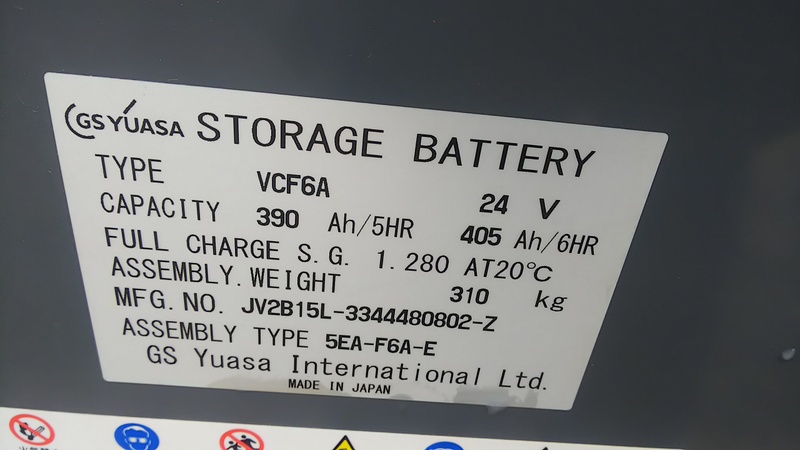 GS YUASA STORAGE BATTERY
TYPE VCF6A 24 V
CAPACITY 390 Ah/5HR 405 Ah/6HR
FULL CHARGE S.G. 1.280 AT20℃
ASSEMBLY.WEIGHT 310 kg
MFG.NO. JV2B15L-3344480802-Z
ASSEMBLY TYPE 5EA-F6A-E
GS Yuasa International Ltd.
MADE IN JAPAN